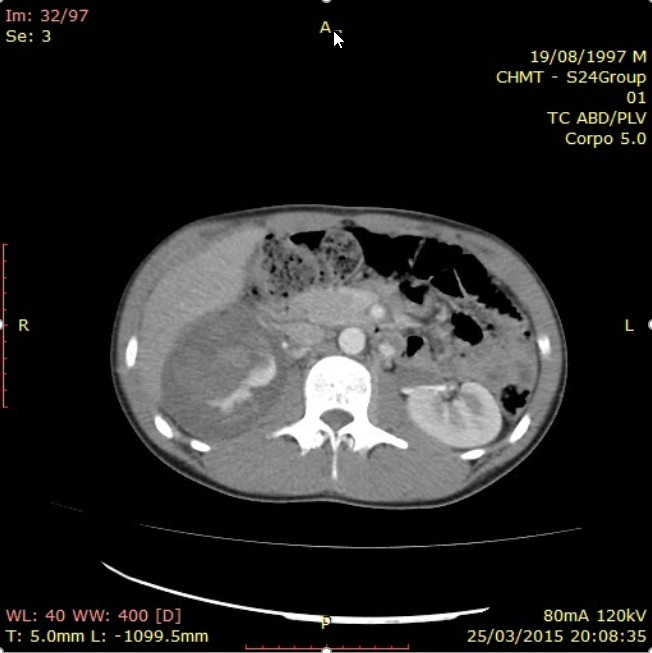 Im: 32/97
Se: 3
A
19/08/1997 M
CHMT - S24Group
01
TC ABD/PLV
Corpo 5.0
R
L
WL: 40 WW: 400 [D]
T: 5.0mm L: -1099.5mm
P
80mA 120kV
25/03/2015 20:08:35